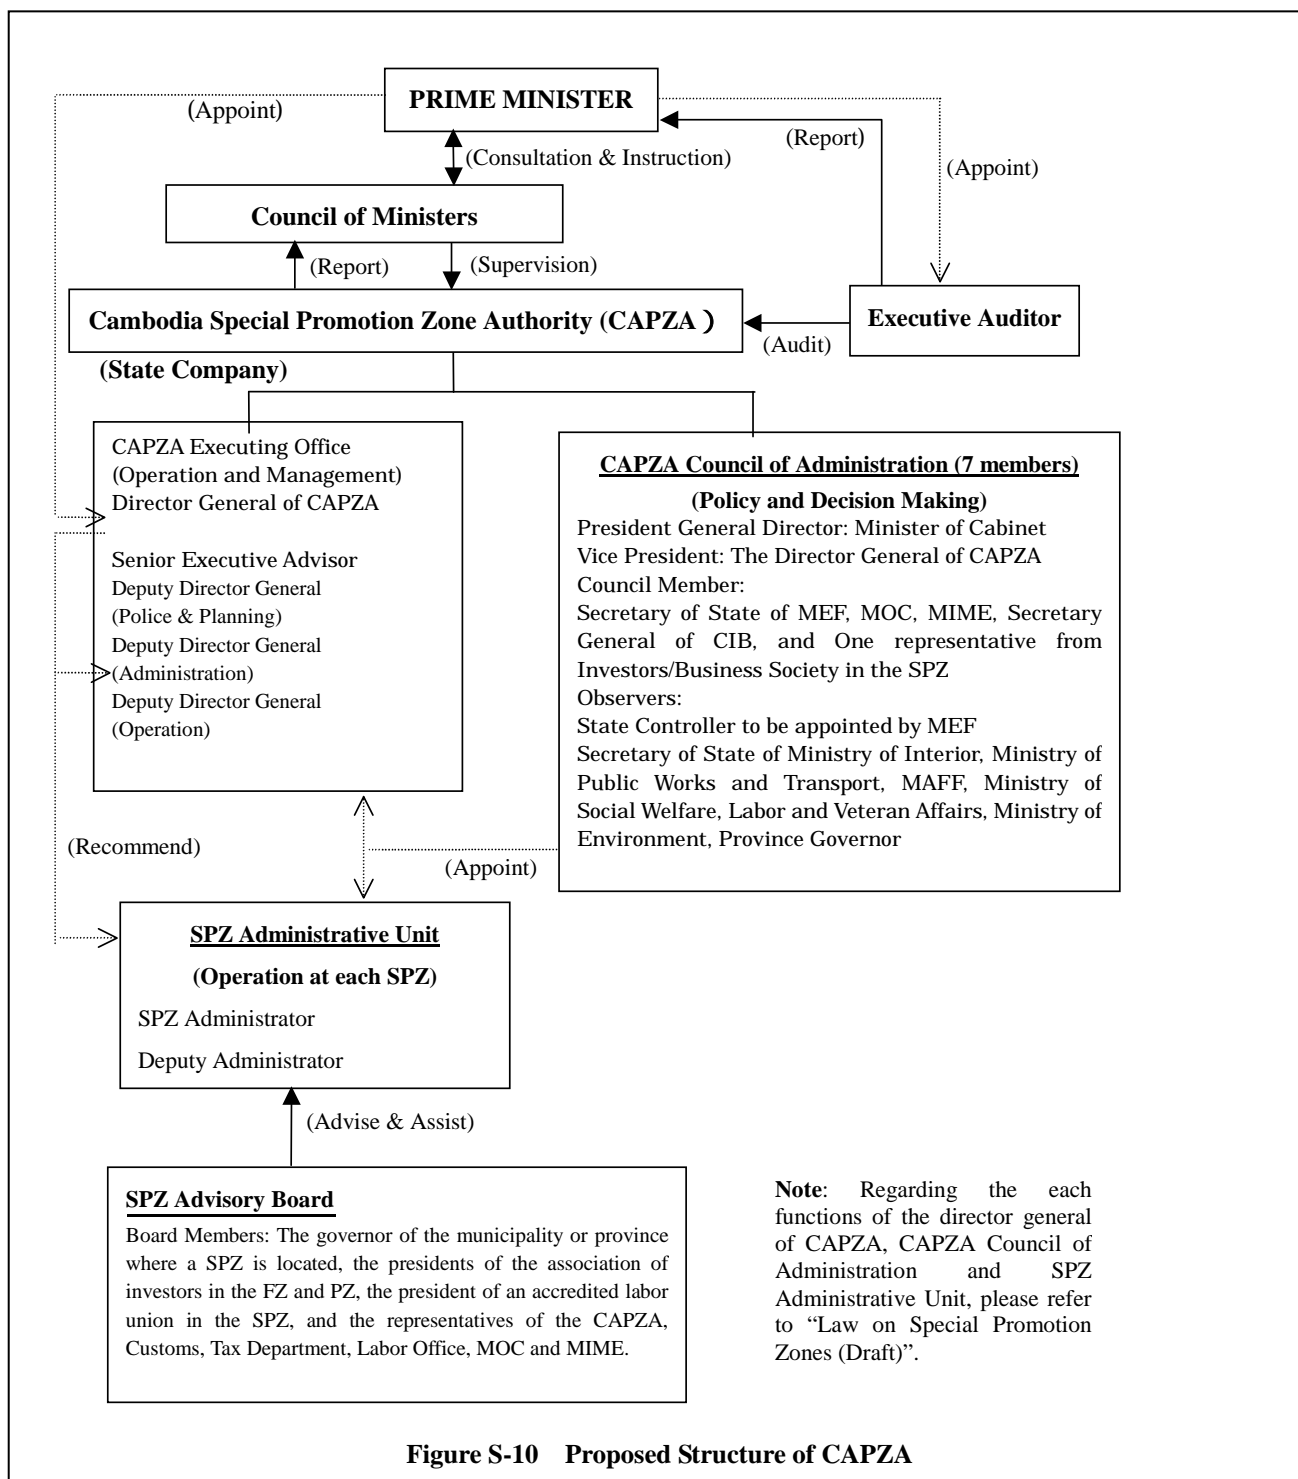 PRIME MINISTER
(Appoint)
(Report)
(Consultation & Instruction)
(Appoint)
Council of Ministers
(Report)
(Supervision)
Cambodia Special Promotion Zone Authority (CAPZA )
Executive Auditor
(Audit)
(State Company)
CAPZA Executing Office
(Operation and Management)
Director General of CAPZA
Senior Executive Advisor
Deputy Director General
(Police & Planning)
Deputy Director General
(Administration)
Deputy Director General
(Operation)
CAPZA Council of Administration (7 members)
(Policy and Decision Making)
President General Director: Minister of Cabinet
Vice President: The Director General of CAPZA
Council Member:
Secretary of State of MEF, MOC, MIME, Secretary
General of CIB, and One representative from
Investors/Business Society in the SPZ
Observers:
State Controller to be appointed by MEF
Secretary of State of Ministry of Interior, Ministry of
Public Works and Transport, MAFF, Ministry of
Social Welfare, Labor and Veteran Affairs, Ministry of
Environment, Province Governor
(Recommend)
(Appoint)
SPZ Administrative Unit
(Operation at each SPZ)
SPZ Administrator
Deputy Administrator
(Advise & Assist)
SPZ Advisory Board
Board Members: The governor of the municipality or province
where a SPZ is located, the presidents of the association of
investors in the FZ and PZ, the president of an accredited labor
union in the SPZ, and the representatives of the CAPZA,
Customs, Tax Department, Labor Office, MOC and MIME.
Note: Regarding the each
functions of the director general
of CAPZA, CAPZA Council of
Administration and SPZ
Administrative Unit, please refer
to “Law on Special Promotion
Zones (Draft)”.
Figure S-10 Proposed Structure of CAPZA